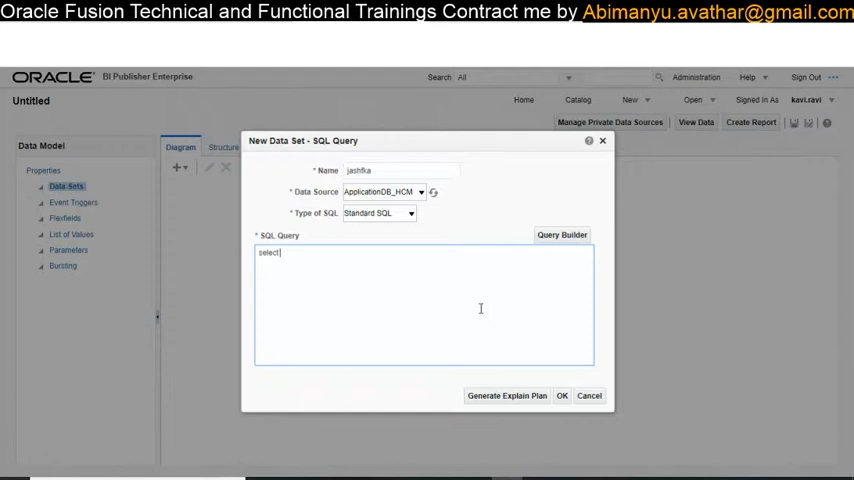 Oracle Fusion Technical and Functional Trainings Contract me by Abimanyu.avathar@gmail.com
ORACLE® BI Publisher Enterprise Search All Administration Help Sign Out
Untitled Home Catalog New Open Signed In As kavi.ravi
Manage Private Data Sources View Data Create Report
Data Model
Diagram Structure
Properties
Data Sets
Event Triggers
Flexfields
List of Values
Parameters
Bursting
New Data Set - SQL Query
* Name jashfka
* Data Source ApplicationDB_HCM
* Type of SQL Standard SQL
* SQL Query Query Builder
select
Generate Explain Plan OK Cancel